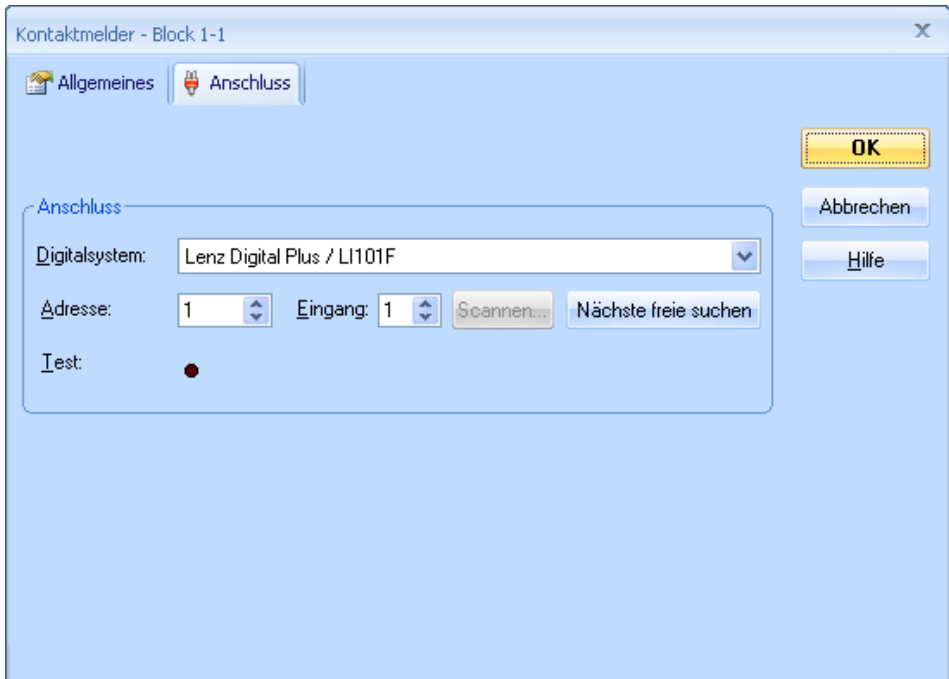 Kontaktmelder - Block 1-1
Allgemeines Anschluss
OK
Anschluss
Abbrechen
Digitalsystem: Lenz Digital Plus / LI101F
Hilfe
Adresse: 1 Eingang: 1 Scannen... Nächste freie suchen
Test: